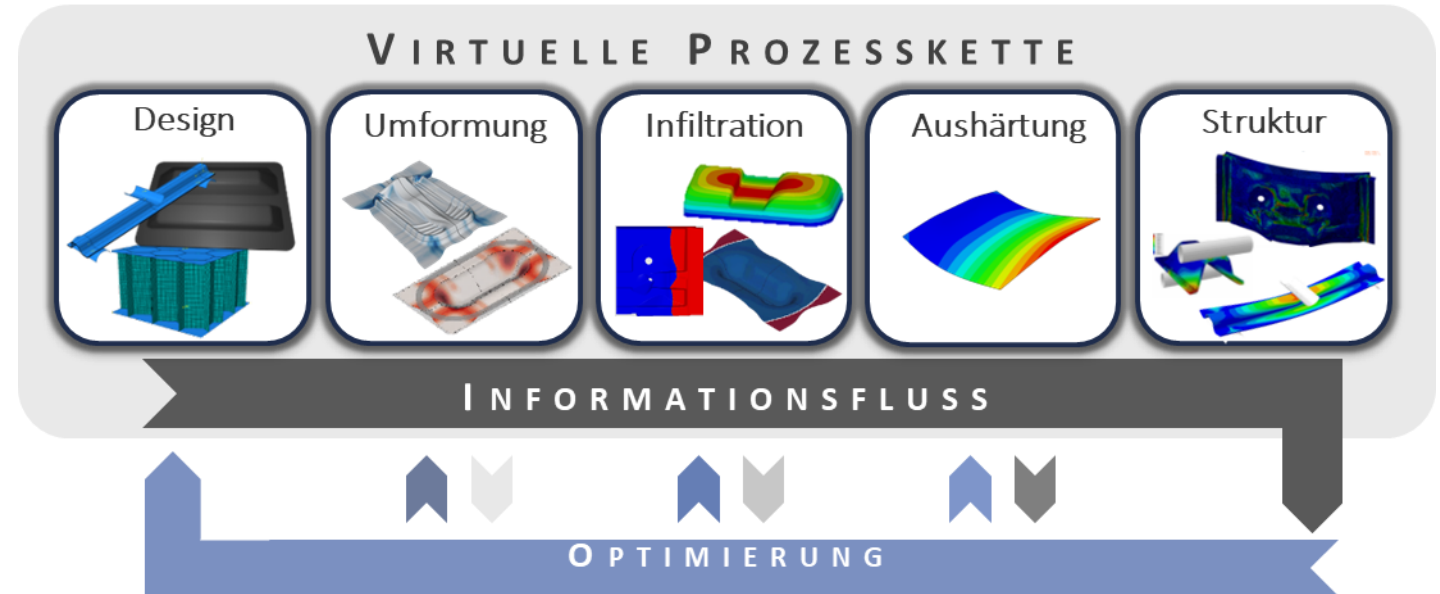 VIRTUELLE PROZESSKETTE
Design
Umformung
Infiltration
Aushärtung
Struktur
INFORMATIONSFLUSS
OPTIMIERUNG